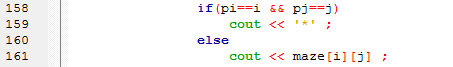 158 if(pi==i && pj==j)
159 cout << '*' ;
160 else
161 cout << maze[i][j] ;